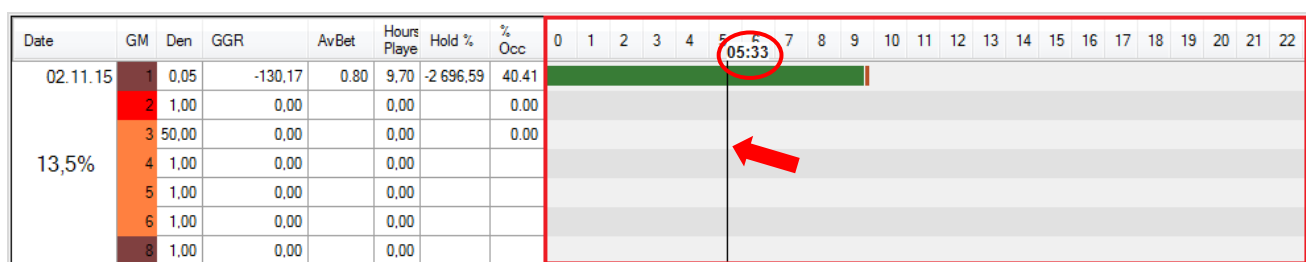 Date GM Den GGR AvBet Hours Playe Hold % % Occ 0 1 2 3 4 5 6 7 8 9 10 11 12 13 14 15 16 17 18 19 20 21 22
05:33
02.11.15 1 0,05 -130,17 0.80 9,70 -2 696,59 40.41
2 1,00 0,00 0,00 0.00
3 50,00 0,00 0,00 0.00
13,5% 4 1,00 0,00 0,00
5 1,00 0,00 0,00
6 1,00 0,00 0,00
8 1,00 0,00 0,00